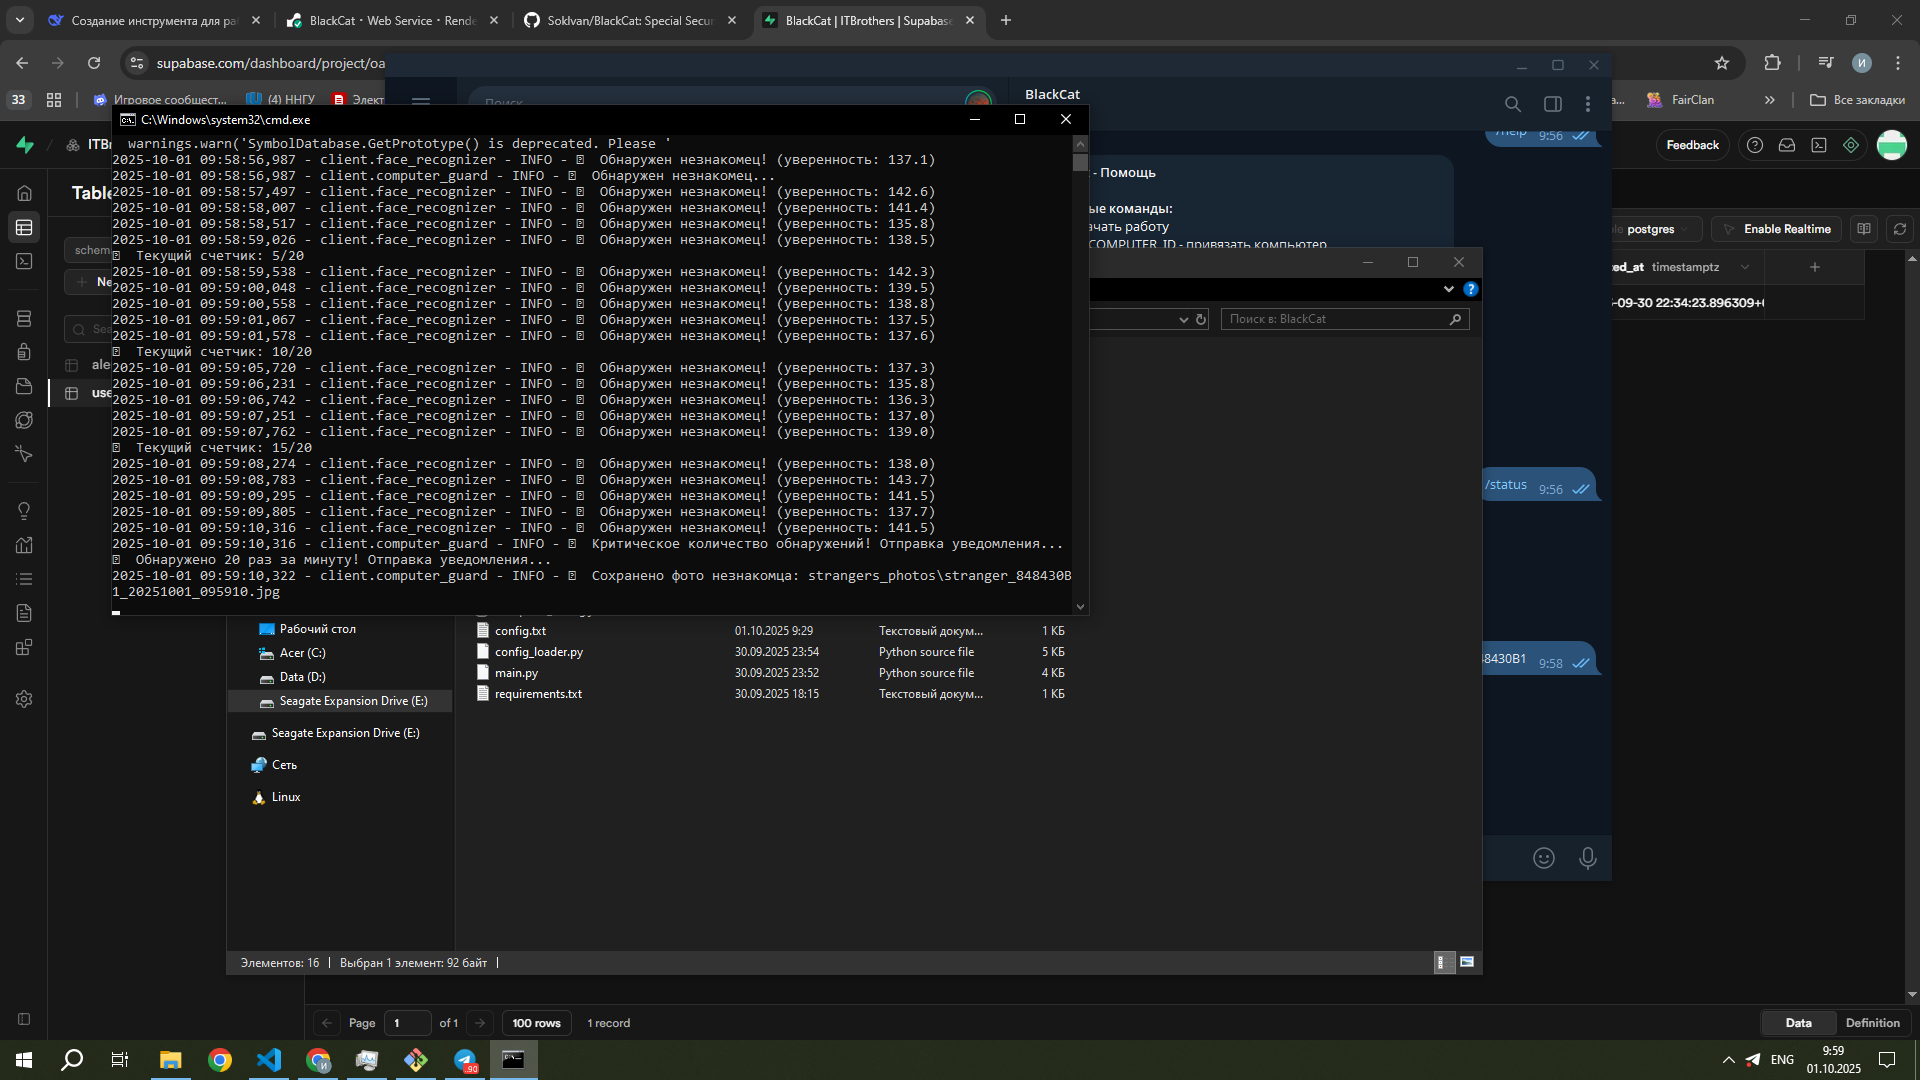 Создание инструмента для ра
BlackCat・Web Service・Rende
SokIvan/BlackCat: Special Secur
BlackCat | ITBrothers | Supabase
supabase.com/dashboard/project/oa
И
33
Игровое сообщест...
(4) ННГУ
Элект
FairClan
Все закладки
Поиск
BlackCat
/help 9:56
ITB
Feedback
C:\Windows\system32\cmd.exe
warnings.warn('SymbolDatabase.GetPrototype() is deprecated. Please '
2025-10-01 09:58:56,987 - client.face_recognizer - INFO - Обнаружен незнакомец! (уверенность: 137.1)
2025-10-01 09:58:56,987 - client.computer_guard - INFO - Обнаружен незнакомец...
2025-10-01 09:58:57,497 - client.face_recognizer - INFO - Обнаружен незнакомец! (уверенность: 142.6)
2025-10-01 09:58:58,007 - client.face_recognizer - INFO - Обнаружен незнакомец! (уверенность: 141.4)
2025-10-01 09:58:58,517 - client.face_recognizer - INFO - Обнаружен незнакомец! (уверенность: 135.8)
2025-10-01 09:58:59,026 - client.face_recognizer - INFO - Обнаружен незнакомец! (уверенность: 138.5)
Текущий счетчик: 5/20
2025-10-01 09:58:59,538 - client.face_recognizer - INFO - Обнаружен незнакомец! (уверенность: 142.3)
2025-10-01 09:59:00,048 - client.face_recognizer - INFO - Обнаружен незнакомец! (уверенность: 139.5)
2025-10-01 09:59:00,558 - client.face_recognizer - INFO - Обнаружен незнакомец! (уверенность: 138.8)
2025-10-01 09:59:01,067 - client.face_recognizer - INFO - Обнаружен незнакомец! (уверенность: 137.5)
2025-10-01 09:59:01,578 - client.face_recognizer - INFO - Обнаружен незнакомец! (уверенность: 137.6)
Текущий счетчик: 10/20
2025-10-01 09:59:05,720 - client.face_recognizer - INFO - Обнаружен незнакомец! (уверенность: 137.3)
2025-10-01 09:59:06,231 - client.face_recognizer - INFO - Обнаружен незнакомец! (уверенность: 135.8)
2025-10-01 09:59:06,742 - client.face_recognizer - INFO - Обнаружен незнакомец! (уверенность: 136.3)
2025-10-01 09:59:07,251 - client.face_recognizer - INFO - Обнаружен незнакомец! (уверенность: 137.0)
2025-10-01 09:59:07,762 - client.face_recognizer - INFO - Обнаружен незнакомец! (уверенность: 139.0)
Текущий счетчик: 15/20
2025-10-01 09:59:08,274 - client.face_recognizer - INFO - Обнаружен незнакомец! (уверенность: 138.0)
2025-10-01 09:59:08,783 - client.face_recognizer - INFO - Обнаружен незнакомец! (уверенность: 143.7)
2025-10-01 09:59:09,295 - client.face_recognizer - INFO - Обнаружен незнакомец! (уверенность: 141.5)
2025-10-01 09:59:09,805 - client.face_recognizer - INFO - Обнаружен незнакомец! (уверенность: 137.7)
2025-10-01 09:59:10,316 - client.face_recognizer - INFO - Обнаружен незнакомец! (уверенность: 141.5)
2025-10-01 09:59:10,316 - client.computer_guard - INFO - Критическое количество обнаружений! Отправка уведомления...
Обнаружено 20 раз за минуту! Отправка уведомления...
2025-10-01 09:59:10,322 - client.computer_guard - INFO - Сохранено фото незнакомца: strangers_photos\stranger_848430B
1_20251001_095910.jpg
- Помощь
ые команды:
ачать работу
COMPUTER_ID - привязать компьютер
Table
schem
Ne
Sea
ale
use
postgres
Enable Realtime
ed_at timestamptz
-09-30 22:34:23.896309+
Поиск в: BlackCat
/status 9:56
48430B1 9:58
Рабочий стол
Acer (C:)
Data (D:)
Seagate Expansion Drive (E:)
Seagate Expansion Drive (E:)
Сеть
Linux
config.txt 01.10.2025 9:29 Текстовый докум... 1 КБ
config_loader.py 30.09.2025 23:54 Python source file 5 КБ
main.py 30.09.2025 23:52 Python source file 4 КБ
requirements.txt 30.09.2025 18:15 Текстовый докум... 1 КБ
Элементов: 16
Выбран 1 элемент: 92 байт
Page 1 of 1
100 rows
1 record
Data
Definition
И
.90
ENG
9:59
01.10.2025